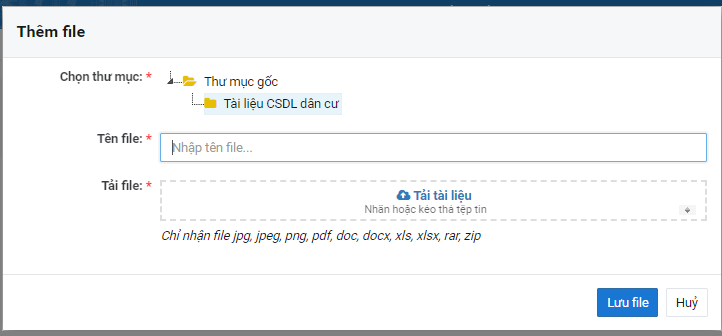 Thêm file
Chọn thư mục: *
Thư mục gốc
Tài liệu CSDL dân cư
Tên file: *
Nhập tên file...
Tải file: *
Tải tài liệu
Nhấn hoặc kéo thả tệp tin
Chỉ nhận file jpg, jpeg, png, pdf, doc, docx, xls, xlsx, rar, zip
Lưu file
Huỷ